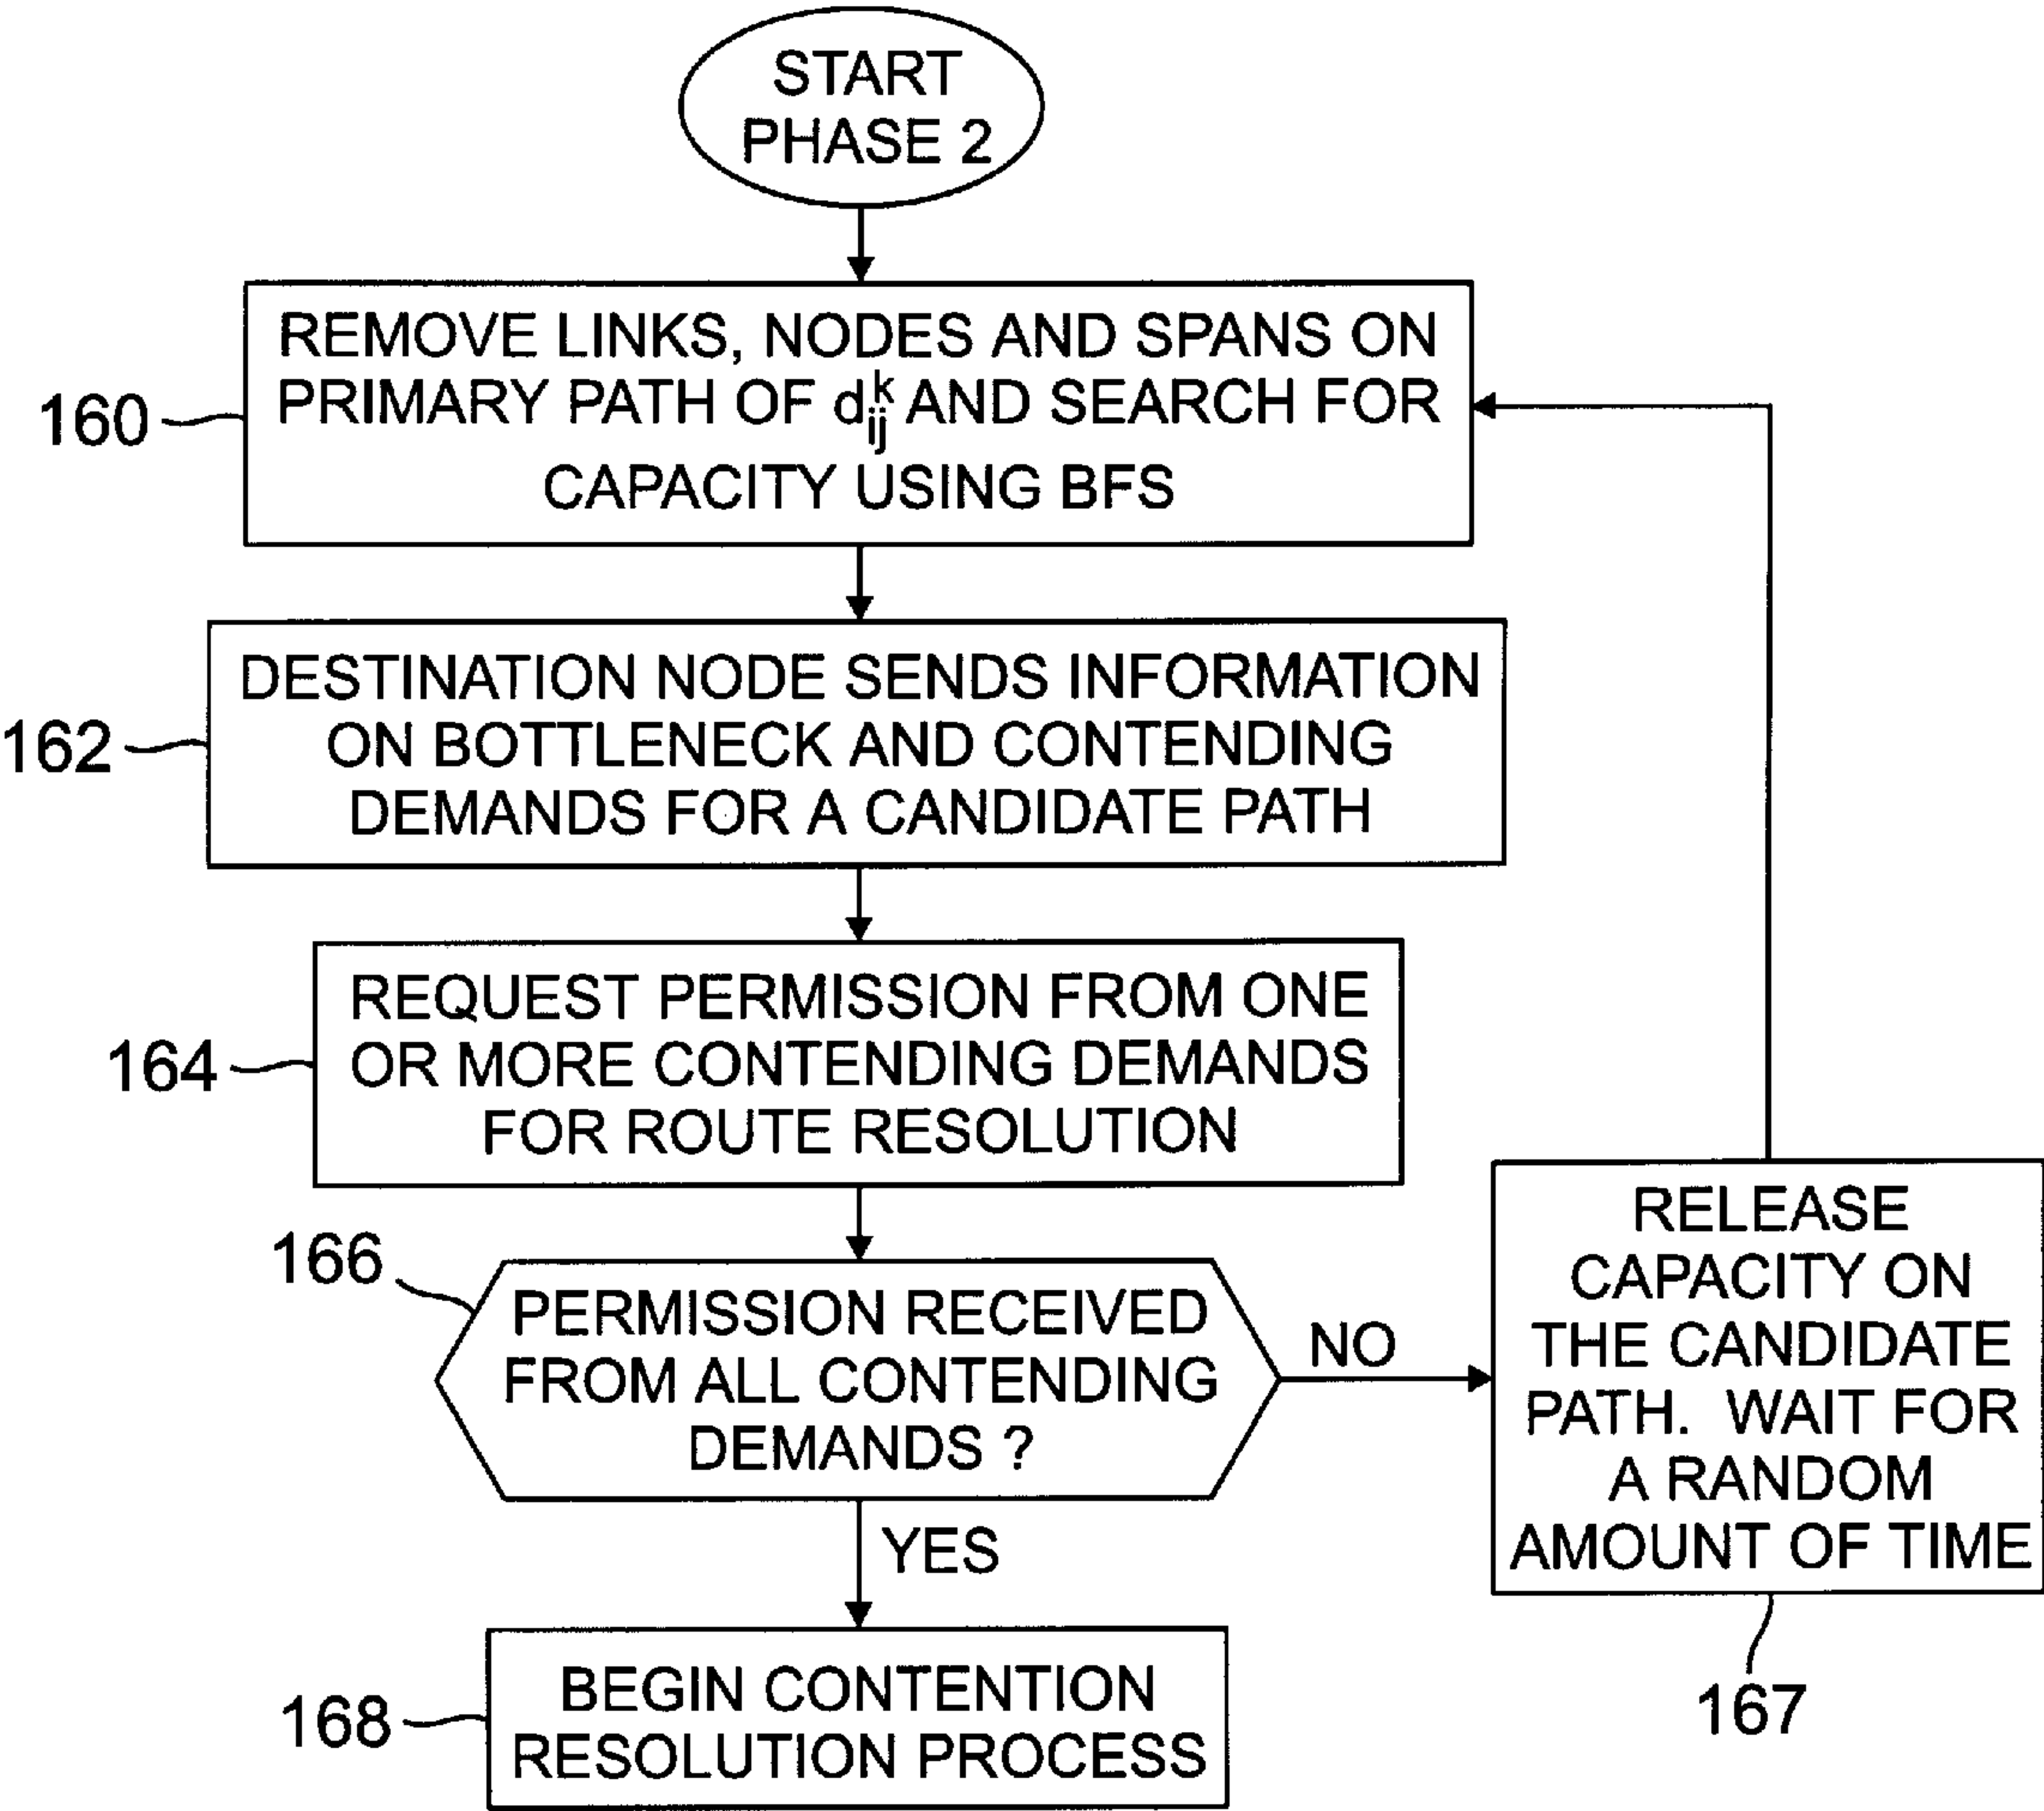 START
PHASE 2
160
REMOVE LINKS, NODES AND SPANS ON
PRIMARY PATH OF d^k_ij AND SEARCH FOR
CAPACITY USING BFS
162
DESTINATION NODE SENDS INFORMATION
ON BOTTLENECK AND CONTENDING
DEMANDS FOR A CANDIDATE PATH
164
REQUEST PERMISSION FROM ONE
OR MORE CONTENDING DEMANDS
FOR ROUTE RESOLUTION
166
PERMISSION RECEIVED
FROM ALL CONTENDING
DEMANDS ?
NO
RELEASE
CAPACITY ON
THE CANDIDATE
PATH. WAIT FOR
A RANDOM
AMOUNT OF TIME
167
YES
168
BEGIN CONTENTION
RESOLUTION PROCESS